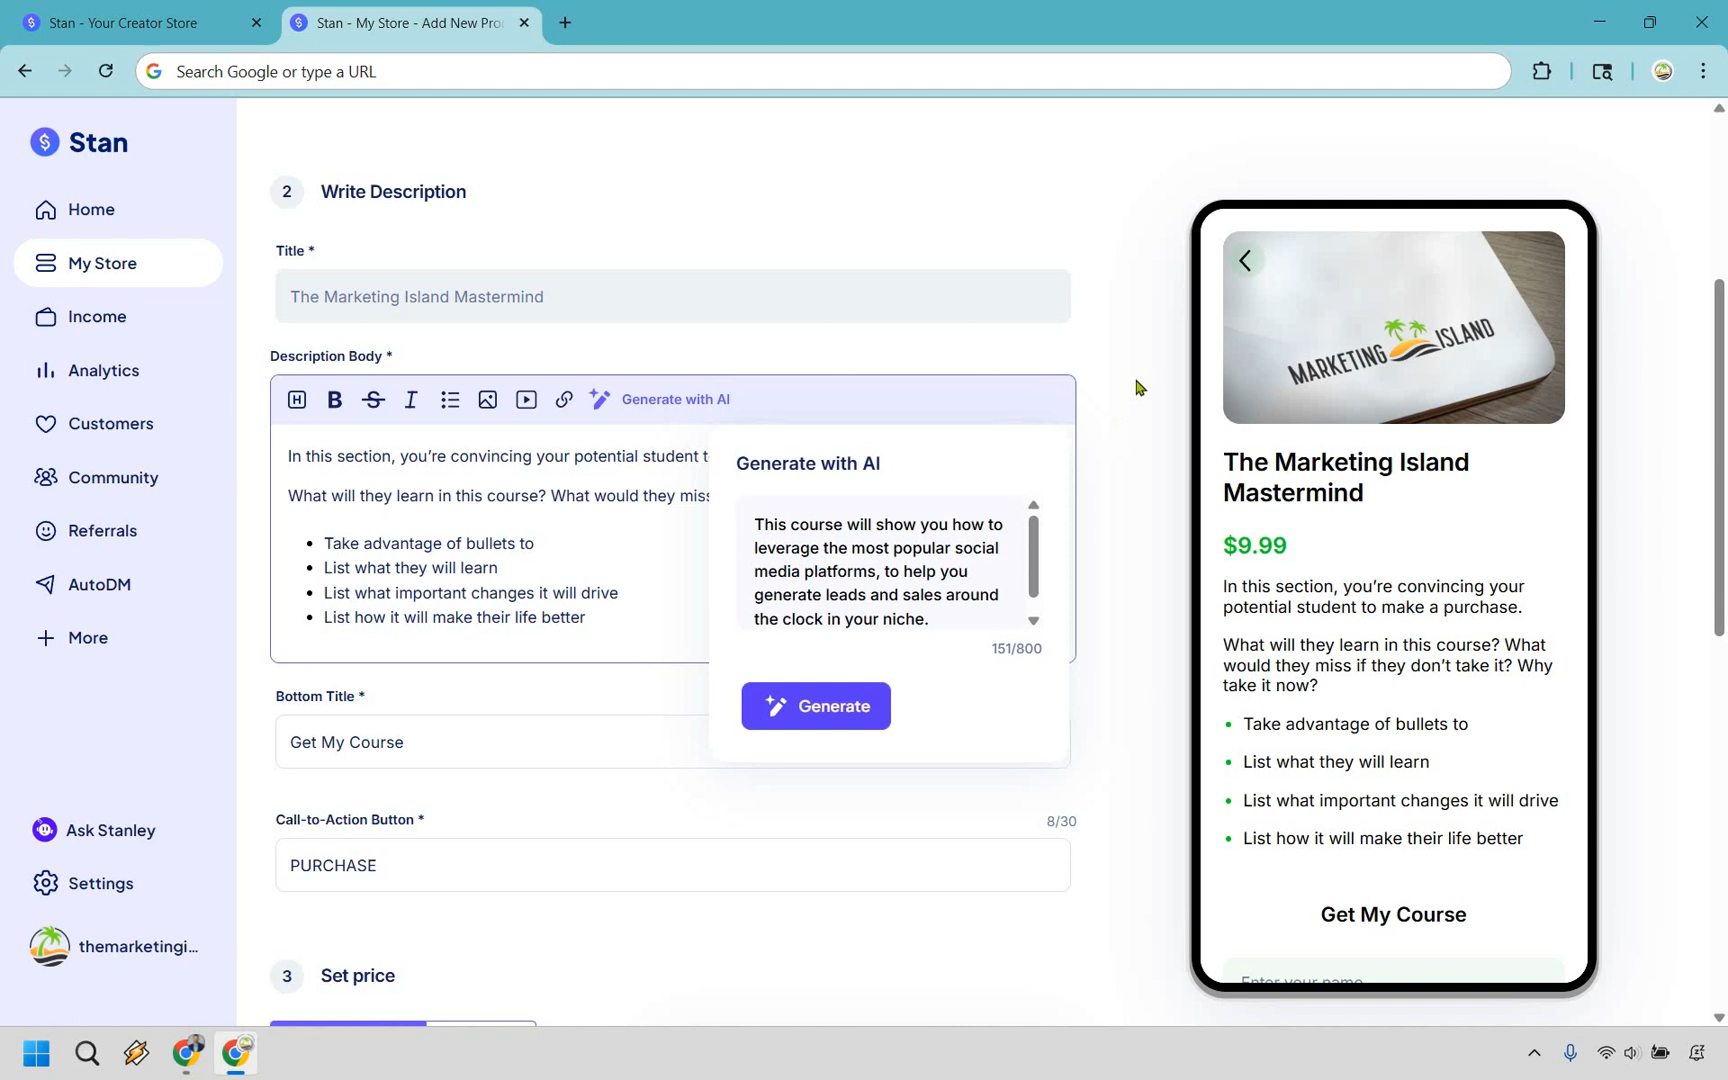 Stan - Your Creator Store
Stan - My Store - Add New Pro
Search Google or type a URL
Stan
Home
My Store
Income
Analytics
Customers
Community
Referrals
AutoDM
More
Ask Stanley
Settings
themarketingi...
2 Write Description
Title *
The Marketing Island Mastermind
Description Body *
H B S I Generate with AI
In this section, you’re convincing your potential student t
What will they learn in this course? What would they miss
• Take advantage of bullets to
• List what they will learn
• List what important changes it will drive
• List how it will make their life better
Generate with AI
This course will show you how to
leverage the most popular social
media platforms, to help you
generate leads and sales around
the clock in your niche.
151/800
Generate
Bottom Title *
Get My Course
Call-to-Action Button *
8/30
PURCHASE
3 Set price
MARKETING ISLAND
The Marketing Island
Mastermind
$9.99
In this section, you’re convincing your
potential student to make a purchase.
What will they learn in this course? What
would they miss if they don’t take it? Why
take it now?
• Take advantage of bullets to
• List what they will learn
• List what important changes it will drive
• List how it will make their life better
Get My Course
Enter your name